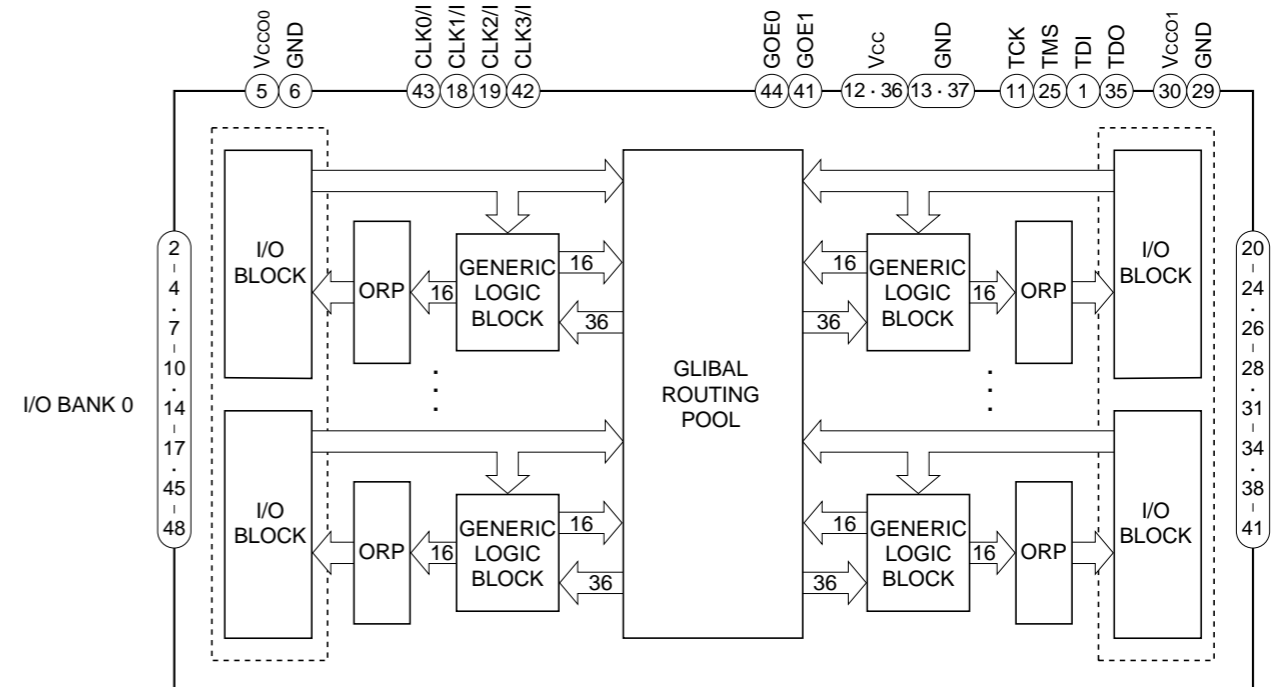 VCCO0
GND
CLK0/I
CLK1/I
CLK2/I
CLK3/I
GOE0
GOE1
VCC
GND
TCK
TMS
TDI
TDO
VCCO1
GND
5
6
43
18
19
42
44
41
12 · 36
13 · 37
11
25
1
35
30
29
I/O BANK 0
2
–
4
·
7
–
10
·
14
–
17
·
45
–
48
I/O
BLOCK
ORP
16
GENERIC
LOGIC
BLOCK
16
36
I/O
BLOCK
ORP
16
GENERIC
LOGIC
BLOCK
16
36
GLIBAL
ROUTING
POOL
16
36
GENERIC
LOGIC
BLOCK
16
ORP
I/O
BLOCK
16
36
GENERIC
LOGIC
BLOCK
16
ORP
I/O
BLOCK
20
–
24
·
26
–
28
·
31
–
34
·
38
–
41